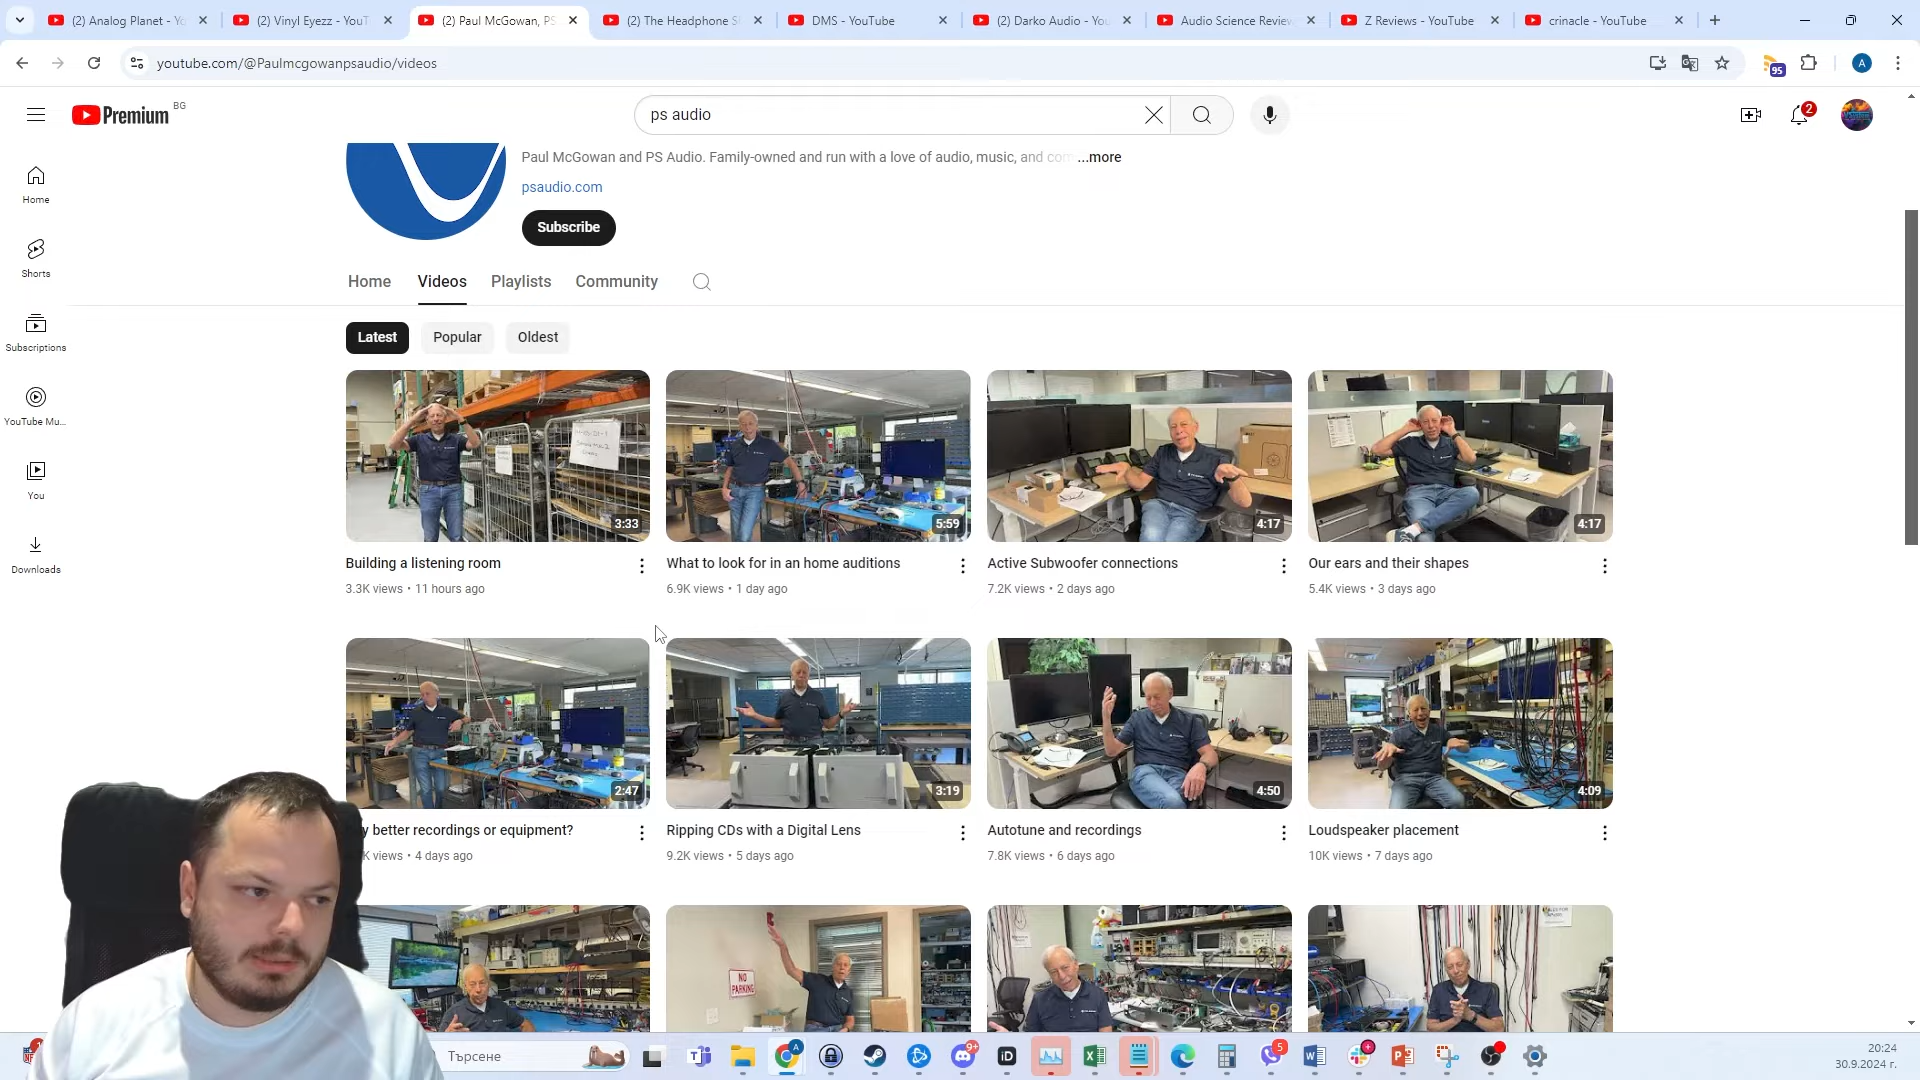 (2) Analog Planet - Yo
(2) Vinyl Eyezz - YouT
(2) Paul McGowan, PS
(2) The Headphone S
DMS - YouTube
(2) Darko Audio - You
Audio Science Review
Z Reviews - YouTube
crinacle - YouTube
youtube.com/@Paulmcgowanpsaudio/videos
95
A
Premium
BG
ps audio
2
Paul McGowan and PS Audio. Family-owned and run with a love of audio, music, and com ...more
psaudio.com
Subscribe
Home
Shorts
Subscriptions
YouTube Mu...
You
Downloads
Home Videos Playlists Community
Latest Popular Oldest
3:33
5:59
4:17
4:17
Building a listening room
What to look for in an home auditions
Active Subwoofer connections
Our ears and their shapes
3.3K views • 11 hours ago
6.9K views • 1 day ago
7.2K views • 2 days ago
5.4K views • 3 days ago
2:47
3:19
4:50
4:09
y better recordings or equipment?
Ripping CDs with a Digital Lens
Autotune and recordings
Loudspeaker placement
K views • 4 days ago
9.2K views • 5 days ago
7.8K views • 6 days ago
10K views • 7 days ago
NO
PARKING
Търсене
A
9+
iD
5
20:24
30.9.2024 г.